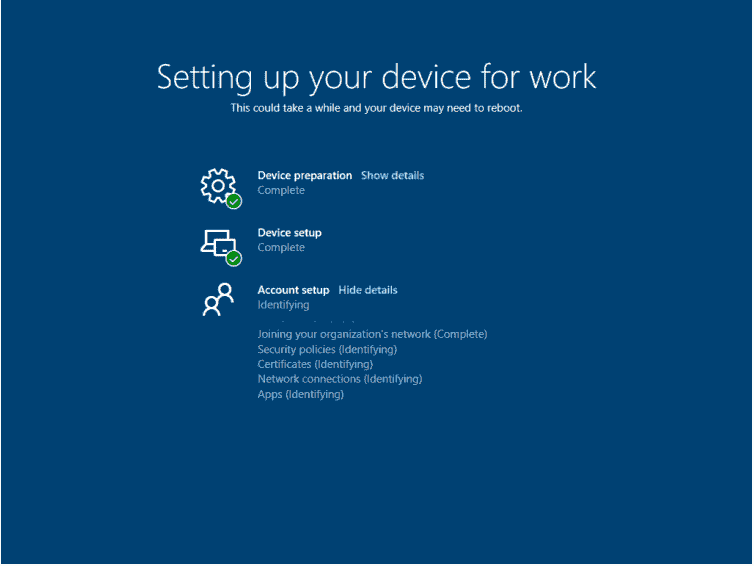 Setting up your device for work
This could take a while and your device may need to reboot.
Device preparation Show details
Complete
Device setup
Complete
Account setup Hide details
Identifying
Joining your organization's network (Complete)
Security policies (Identifying)
Certificates (Identifying)
Network connections (Identifying)
Apps (Identifying)